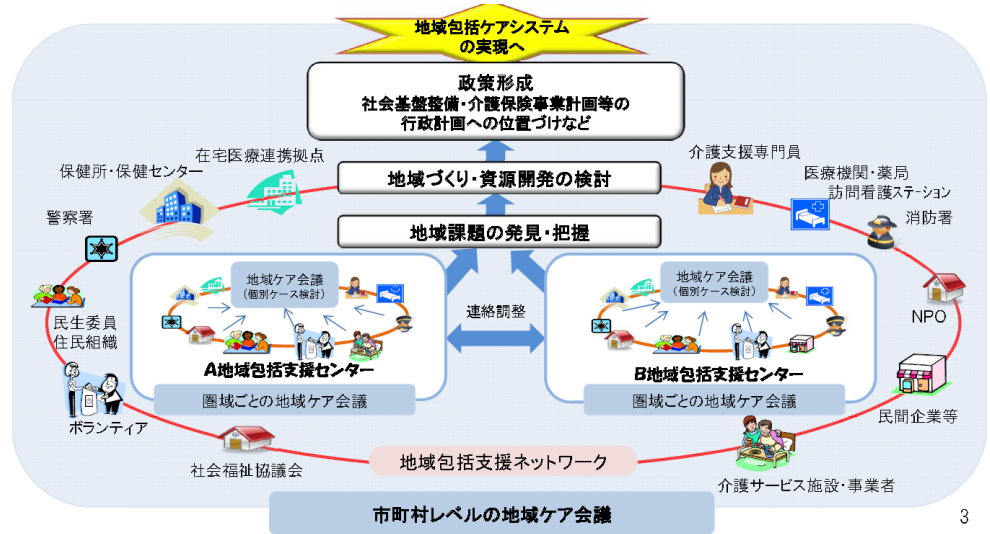 地域包括ケアシステム
の実現へ
政策形成
社会基盤整備・介護保険事業計画等の
行政計画への位置づけなど
在宅医療連携拠点
保健所・保健センター
地域づくり・資源開発の検討
介護支援専門員
医療機関・薬局
訪問看護ステーション
警察署
消防署
地域課題の発見・把握
地域ケア会議
(個別ケース検討)
連絡調整
地域ケア会議
(個別ケース検討)
民生委員
住民組織
NPO
A地域包括支援センター
B地域包括支援センター
圏域ごとの地域ケア会議
圏域ごとの地域ケア会議
ボランティア
民間企業等
社会福祉協議会
地域包括支援ネットワーク
介護サービス施設・事業者
市町村レベルの地域ケア会議
3